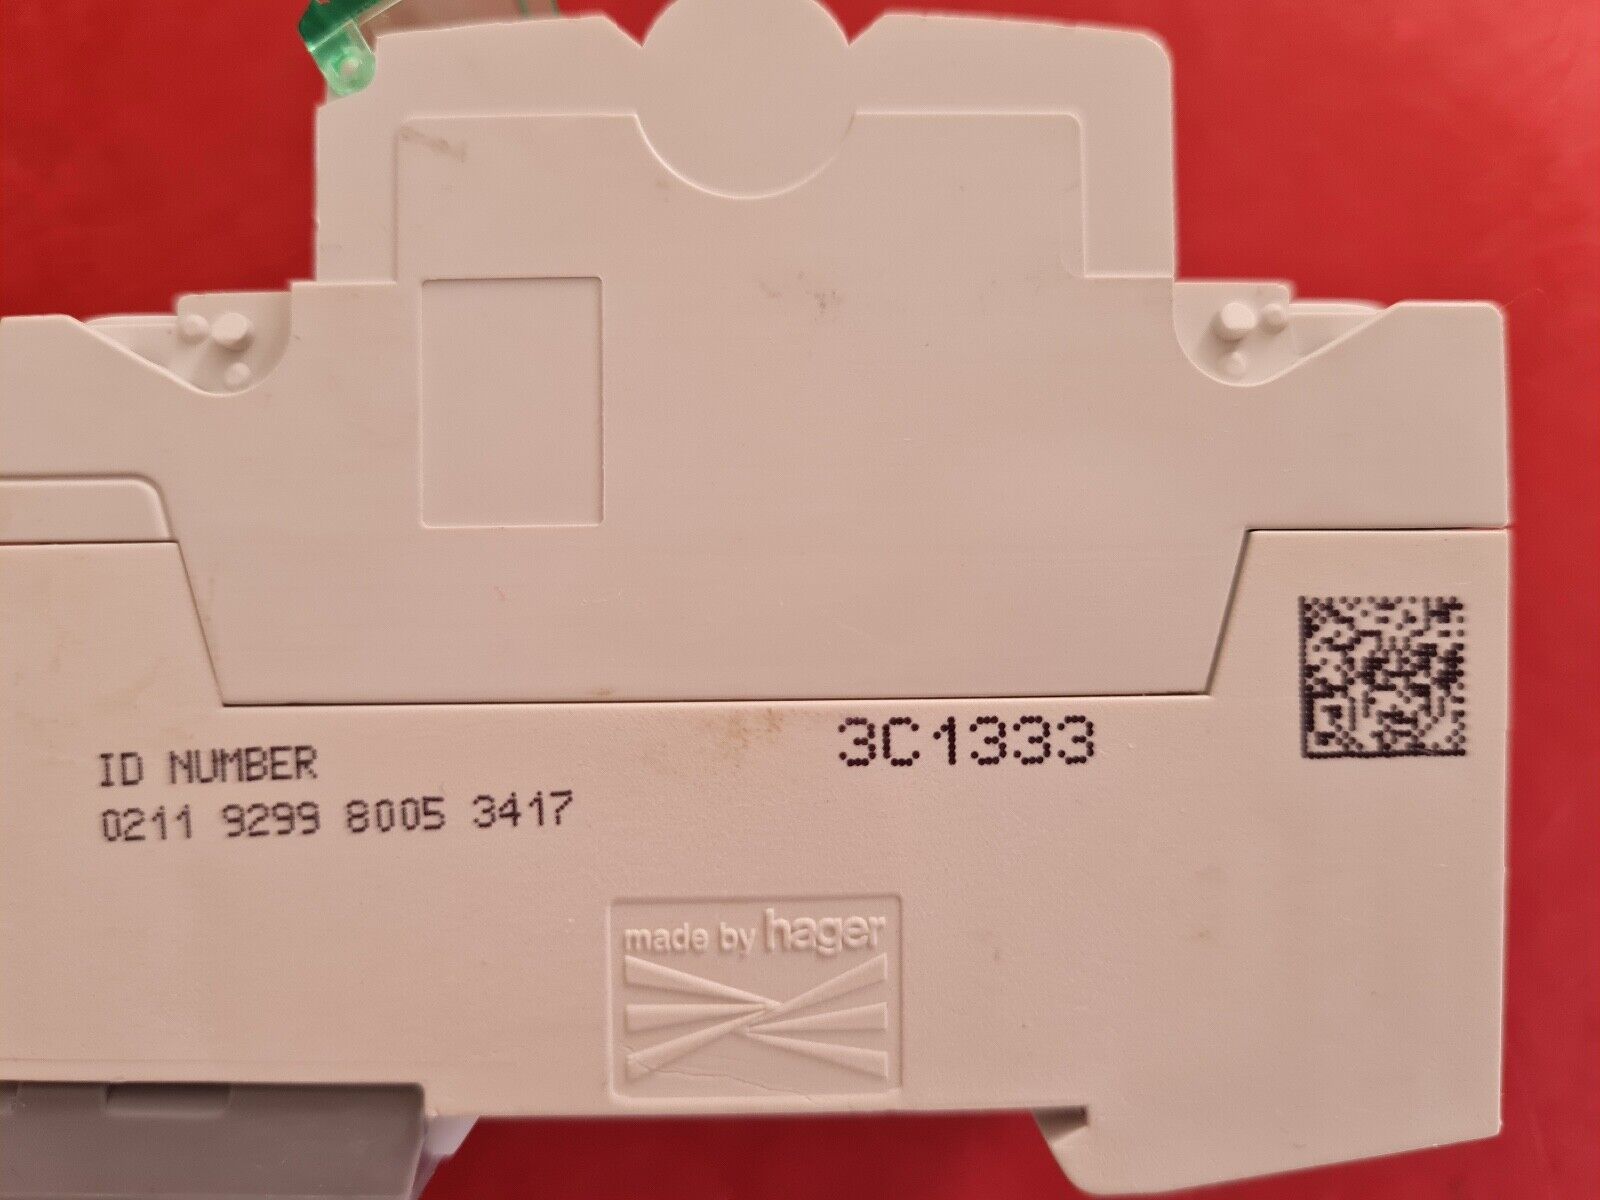 3C1333
ID NUMBER
0211 9299 8005 3417
made by hager